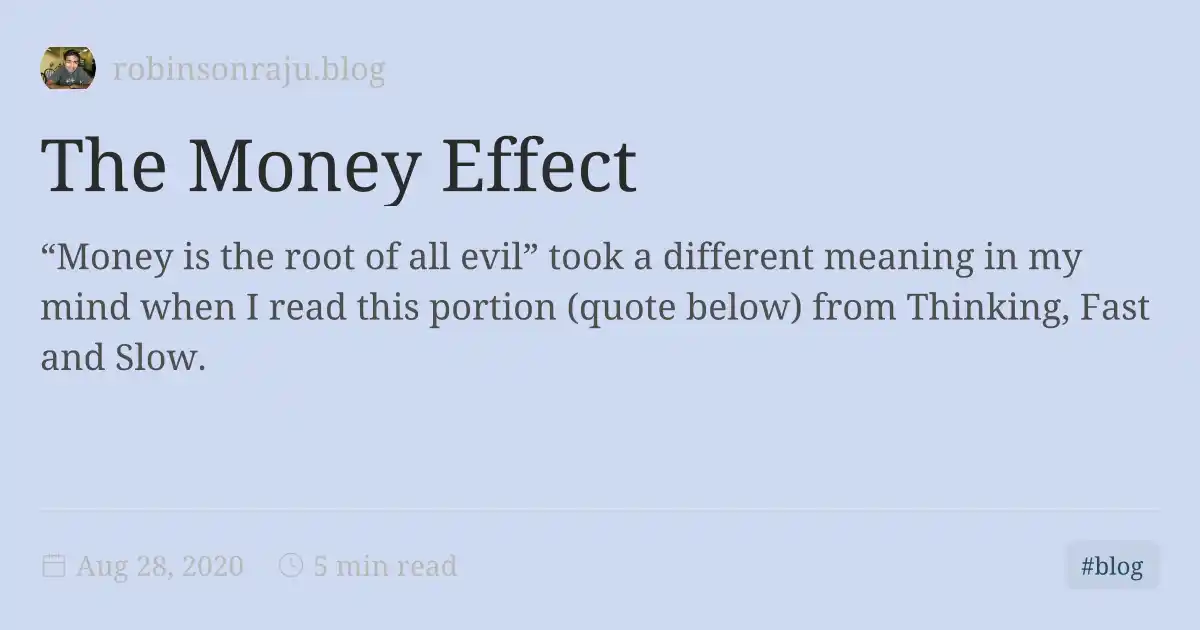 robinsonraju.blog
The Money Effect
“Money is the root of all evil” took a different meaning in my
mind when I read this portion (quote below) from Thinking, Fast
and Slow.
Aug 28, 2020 5 min read #blog